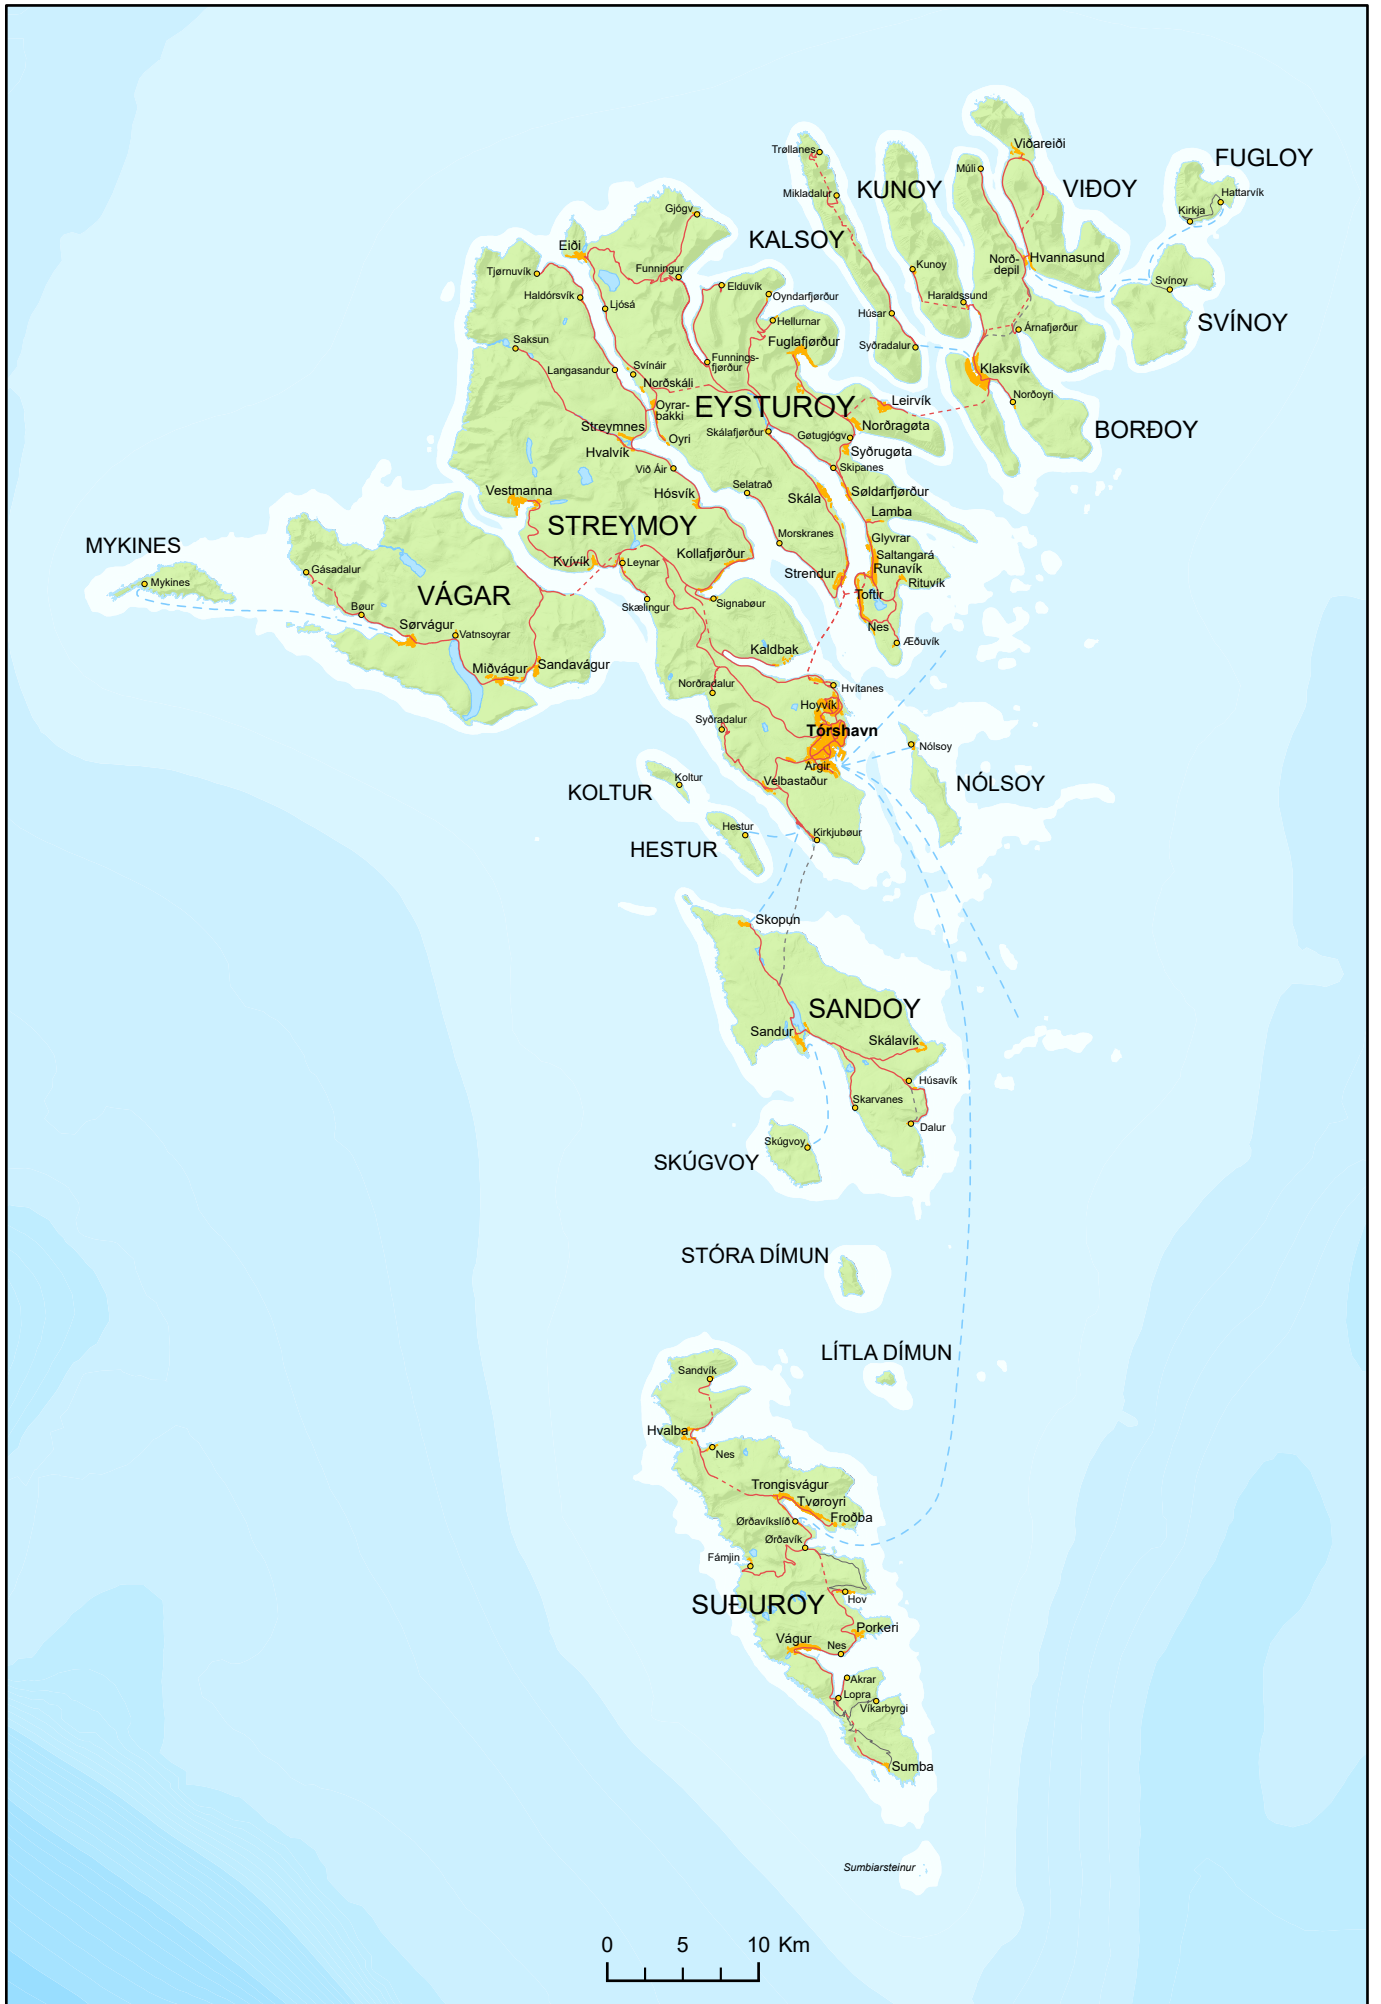 Viðareiði
Trøllanes
FUGLOY
Múli
KUNOY
VIÐOY
Mikladalur
Hattarvík
Kirkja
Gjógv
KALSOY
Eiði
Norð-
depil
Hvannasund
Kunoy
Tjørnuvík
Funningur
Svínoy
Elduvík
Oyndarfjørður
Haldórsvík
Haraldssund
Ljósá
Húsar
Hellurnar
SVÍNOY
Árnafjørður
Saksun
Fuglafjørður
Syðradalur
Funnings-
fjørður
Klaksvík
Langasandur
Svínáir
Norðskáli
Leirvík
Norðoyri
Oyrar-
bakki
EYSTUROY
Streymnes
Norðragøta
BORÐOY
Skálafjørður
Gøtugjógv
Oyri
Hvalvík
Syðrugøta
Við Áir
Skipanes
Selatrað
Vestmanna
Hósvík
Skála
Søldarfjørður
Lamba
STREYMOY
Morskranes
Glyvrar
MYKINES
Kollafjørður
Saltangará
Kvívík
Leynar
Runavík
Gásadalur
Strendur
Rituvík
Mykines
VÁGAR
Toftir
Bøur
Skælingur
Signabøur
Sørvágur
Nes
Vatnsoyrar
Æðuvík
Kaldbak
Miðvágur
Sandavágur
Norðradalur
Hvítanes
Hoyvík
Syðradalur
Tórshavn
Nólsoy
Argir
Koltur
Velbastaður
NÓLSOY
KOLTUR
Hestur
Kirkjubøur
HESTUR
Skopun
SANDOY
Sandur
Skálavík
Húsavík
Skarvanes
Dalur
Skúgvoy
SKÚGVOY
STÓRA DÍMUN
LÍTLA DÍMUN
Sandvík
Hvalba
Nes
Trongisvágur
Tvøroyri
Froðba
Ørðavíkslíð
Ørðavík
Fámjin
Hov
SUÐUROY
Porkeri
Vágur
Nes
Akrar
Lopra
Víkarbyrgi
Sumba
Sumbiarsteinur
0 5 10 Km